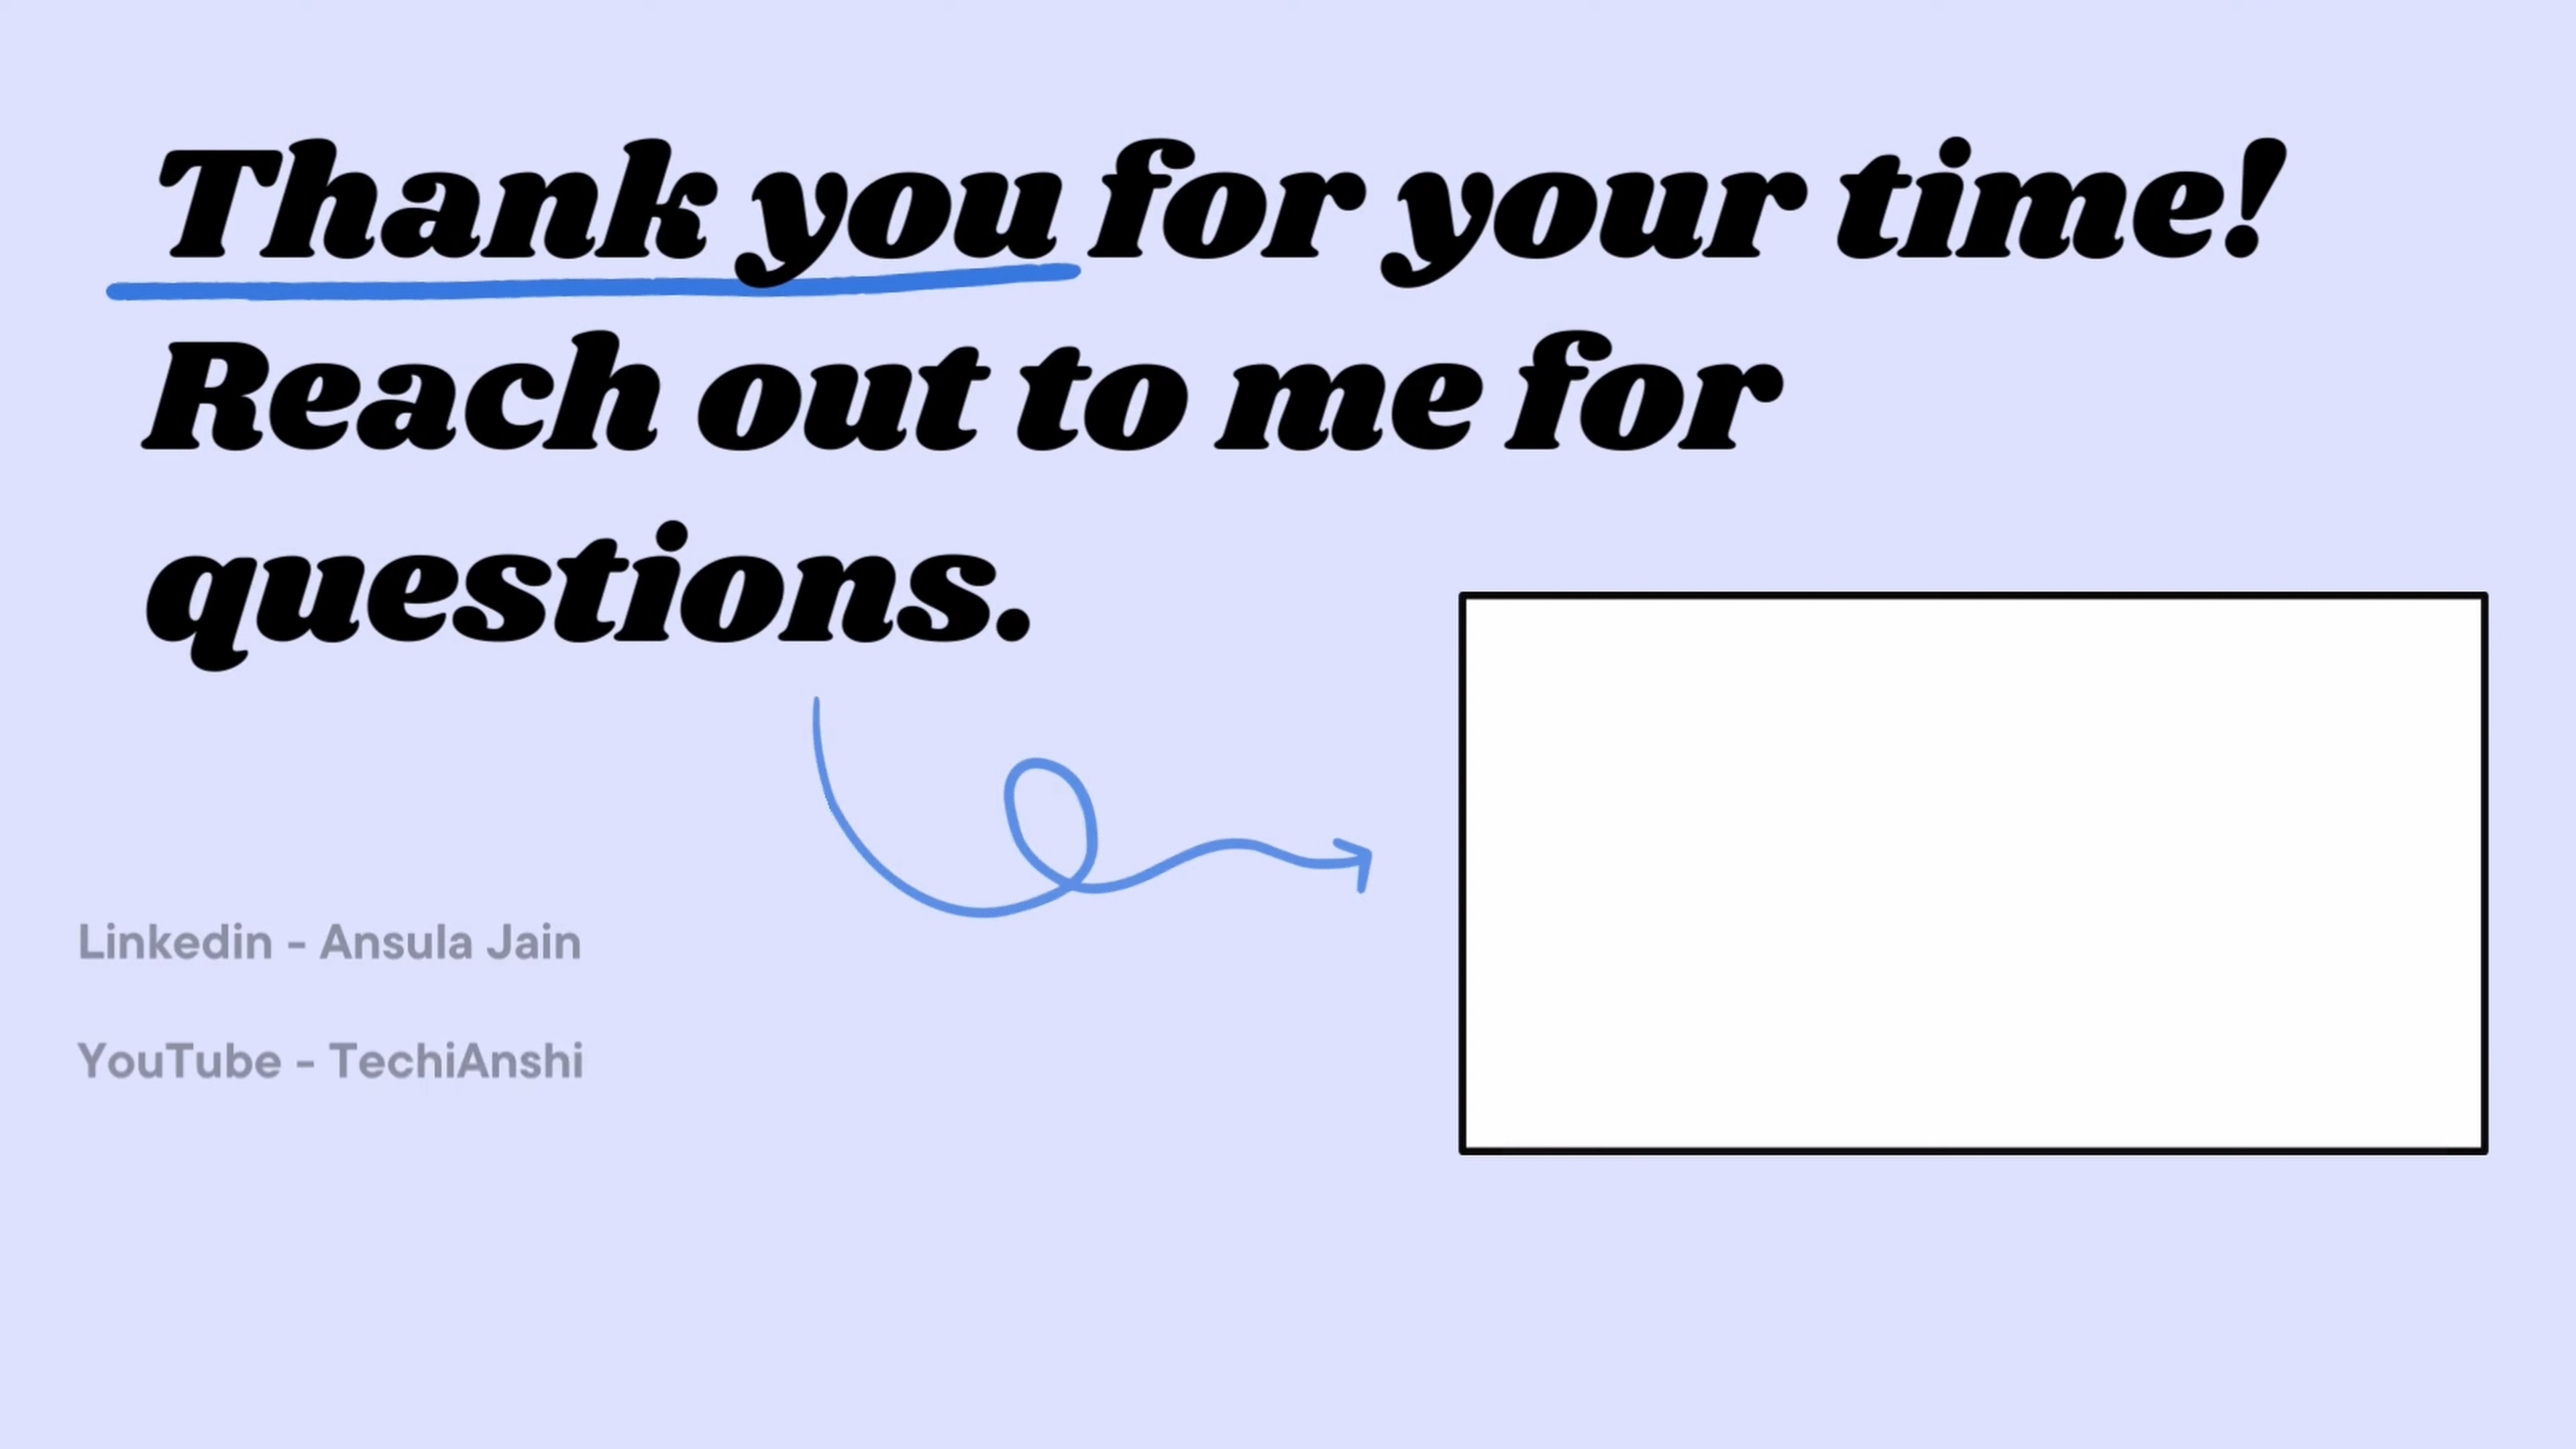 Thank you for your time!
Reach out to me for
questions.
Linkedin - Ansula Jain
YouTube - TechiAnshi